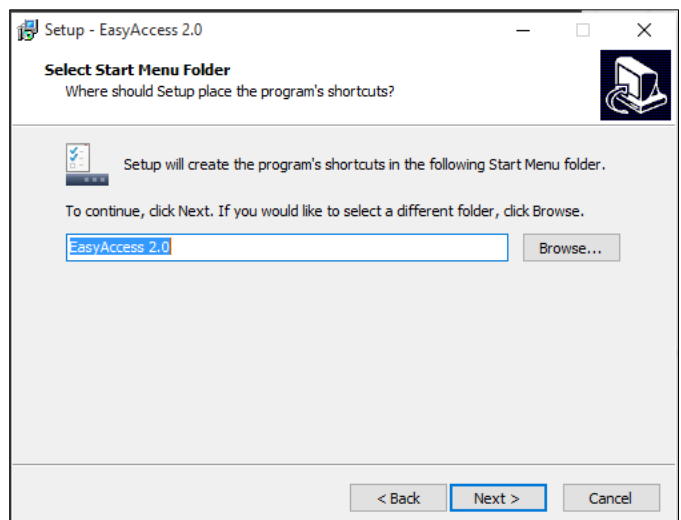 Setup - EasyAccess 2.0
Select Start Menu Folder
Where should Setup place the program's shortcuts?
Setup will create the program's shortcuts in the following Start Menu folder.
To continue, click Next. If you would like to select a different folder, click Browse.
EasyAccess 2.0
Browse...
< Back
Next >
Cancel